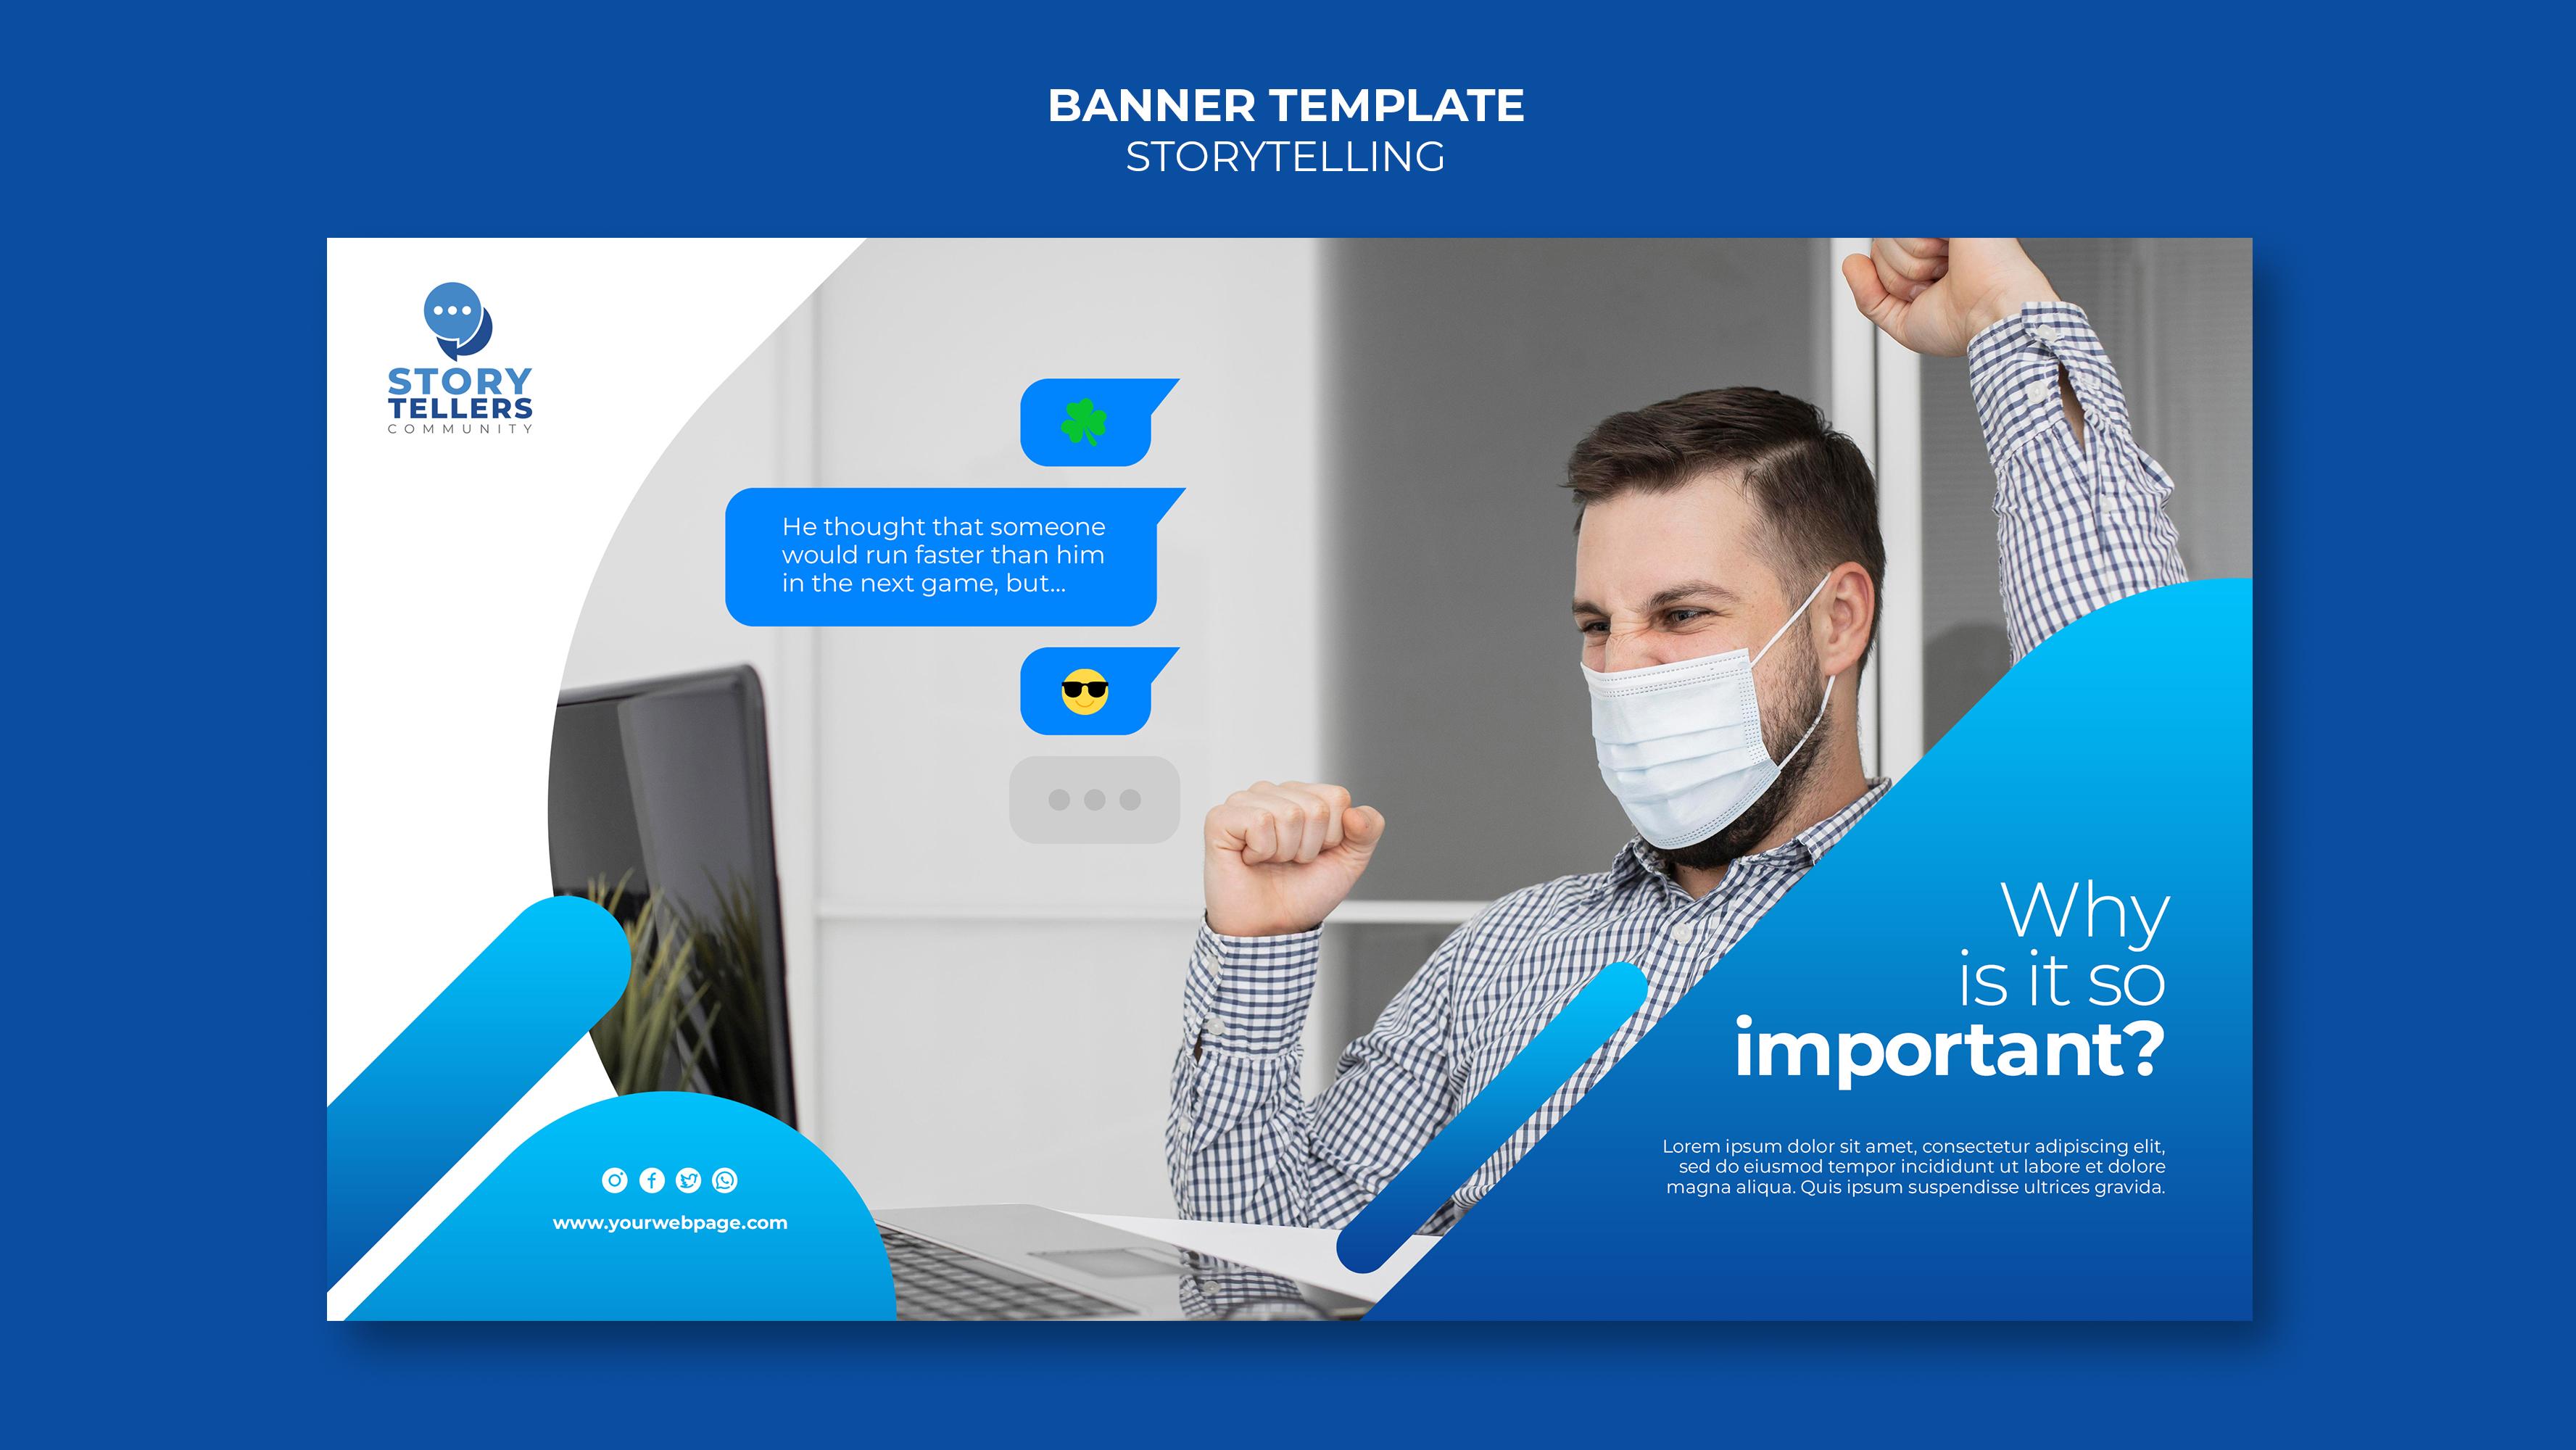 BANNER TEMPLATE
STORYTELLING
STORY
TELLERS
COMMUNITY
He thought that someone
would run faster than him
in the next game, but...
Why
is it so
important?
Lorem ipsum dolor sit amet, consectetur adipiscing elit,
sed do eiusmod tempor incididunt ut labore et dolore
magna aliqua. Quis ipsum suspendisse ultrices gravida.
www.yourwebpage.com